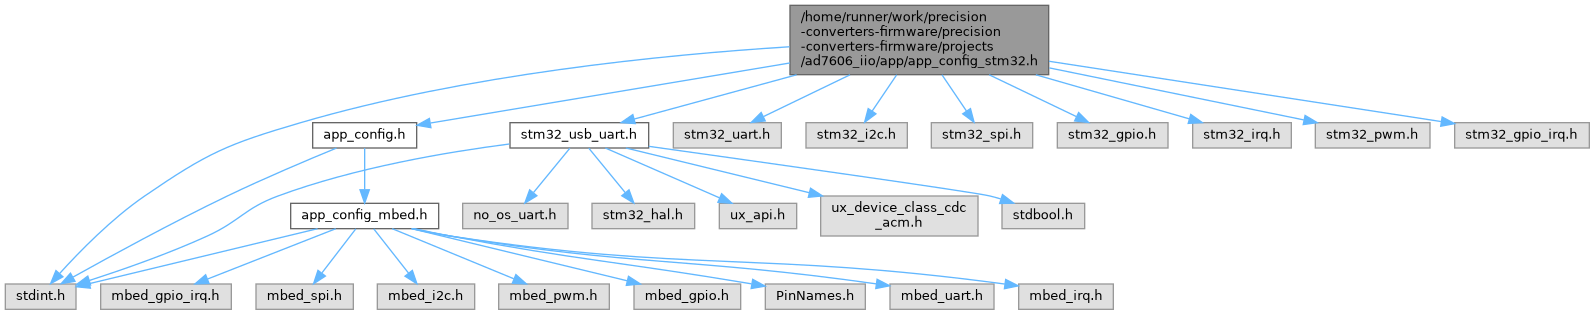 /home/runner/work/precision
-converters-firmware/precision
-converters-firmware/projects
/ad7606_iio/app/app_config_stm32.h
app_config.h
stm32_usb_uart.h
stm32_uart.h
stm32_i2c.h
stm32_spi.h
stm32_gpio.h
stm32_irq.h
stm32_pwm.h
stm32_gpio_irq.h
app_config_mbed.h
no_os_uart.h
stm32_hal.h
ux_api.h
ux_device_class_cdc
_acm.h
stdbool.h
stdint.h
mbed_gpio_irq.h
mbed_spi.h
mbed_i2c.h
mbed_pwm.h
mbed_gpio.h
PinNames.h
mbed_uart.h
mbed_irq.h